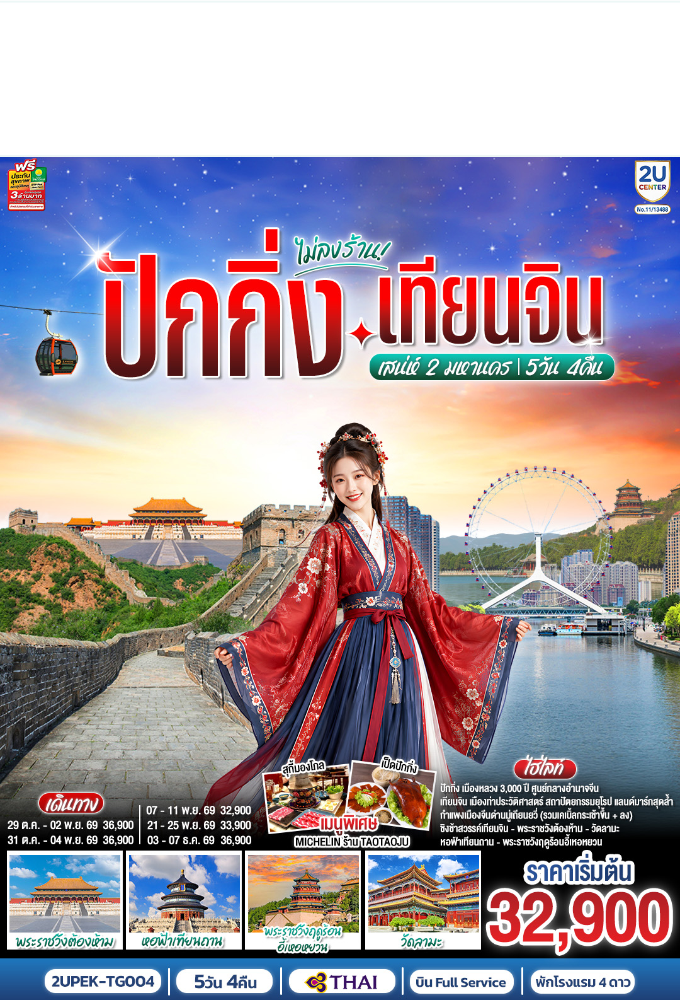 ฟรี
ประกัน
สุขภาพ
3 ล้านบาท
2U
CENTER
No.11/13488
ไม่ลงร้าน!
ปักกิ่ง
เทียนจิน
เสน่ห์ 2 มหานคร | 5วัน 4คืน
สุกี้มองโกล
เป็ดปักกิ่ง
เมนูพิเศษ
MICHELIN ร้าน TAOTAOJU
ไฮไลท์
ปักกิ่ง เมืองหลวง 3,000 ปี ศูนย์กลางอำนาจจีน
เทียนจิน เมืองท่าประวัติศาสตร์ สถาปัตยกรรมยุโรป แลนด์มาร์กสุดล้ำ
กำแพงเมืองจีนด่านมู่เถียนยวี่ (รวมเคเบิ้ลกระเช้าขึ้น + ลง)
ชิงช้าสวรรค์เทียนจิน - พระราชวังต้องห้าม - วัดลามะ
หอฟ้าเทียนถาน - พระราชวังฤดูร้อนอี้เหอหยวน
เดินทาง
29 ต.ค. - 02 พ.ย. 69 36,900
31 ต.ค. - 04 พ.ย. 69 36,900
07 - 11 พ.ย. 69 32,900
21 - 25 พ.ย. 69 33,900
03 - 07 ธ.ค. 69 36,900
พระราชวังต้องห้าม
หอฟ้าเทียนถาน
พระราชวังฤดูร้อน
อี้เหอหยวน
วัดลามะ
ราคาเริ่มต้น
32,900
2UPEK-TG004
5วัน 4คืน
THAI
บิน Full Service
พักโรงแรม 4 ดาว